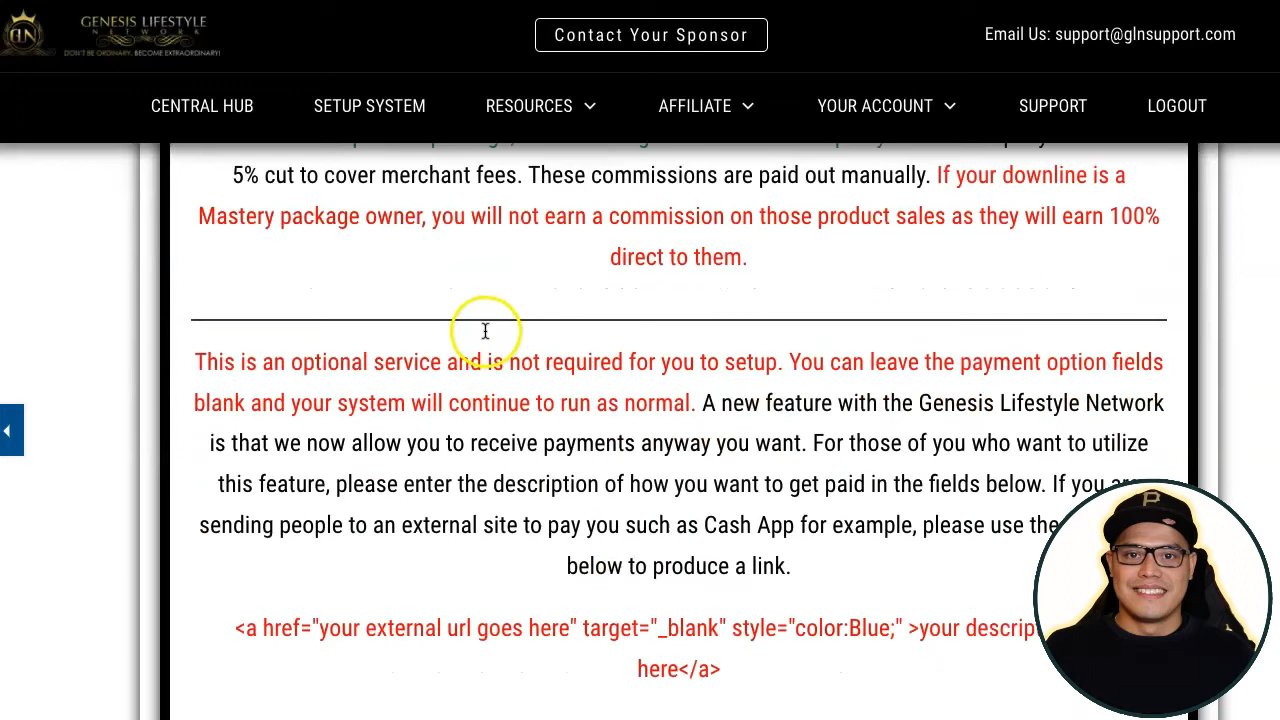 GENESIS LIFESTYLE
NETWORK
DON'T BE ORDINARY, BECOME EXTRAORDINARY!
Contact Your Sponsor
Email Us: support@glnsupport.com
CENTRAL HUB SETUP SYSTEM RESOURCES AFFILIATE YOUR ACCOUNT SUPPORT LOGOUT
5% cut to cover merchant fees. These commissions are paid out manually. If your downline is a
Mastery package owner, you will not earn a commission on those product sales as they will earn 100%
direct to them.
This is an optional service and is not required for you to setup. You can leave the payment option fields
blank and your system will continue to run as normal. A new feature with the Genesis Lifestyle Network
is that we now allow you to receive payments anyway you want. For those of you who want to utilize
this feature, please enter the description of how you want to get paid in the fields below. If you are
sending people to an external site to pay you such as Cash App for example, please use the
below to produce a link.
<a href="your external url goes here" target="_blank" style="color:Blue;" >your
here</a>